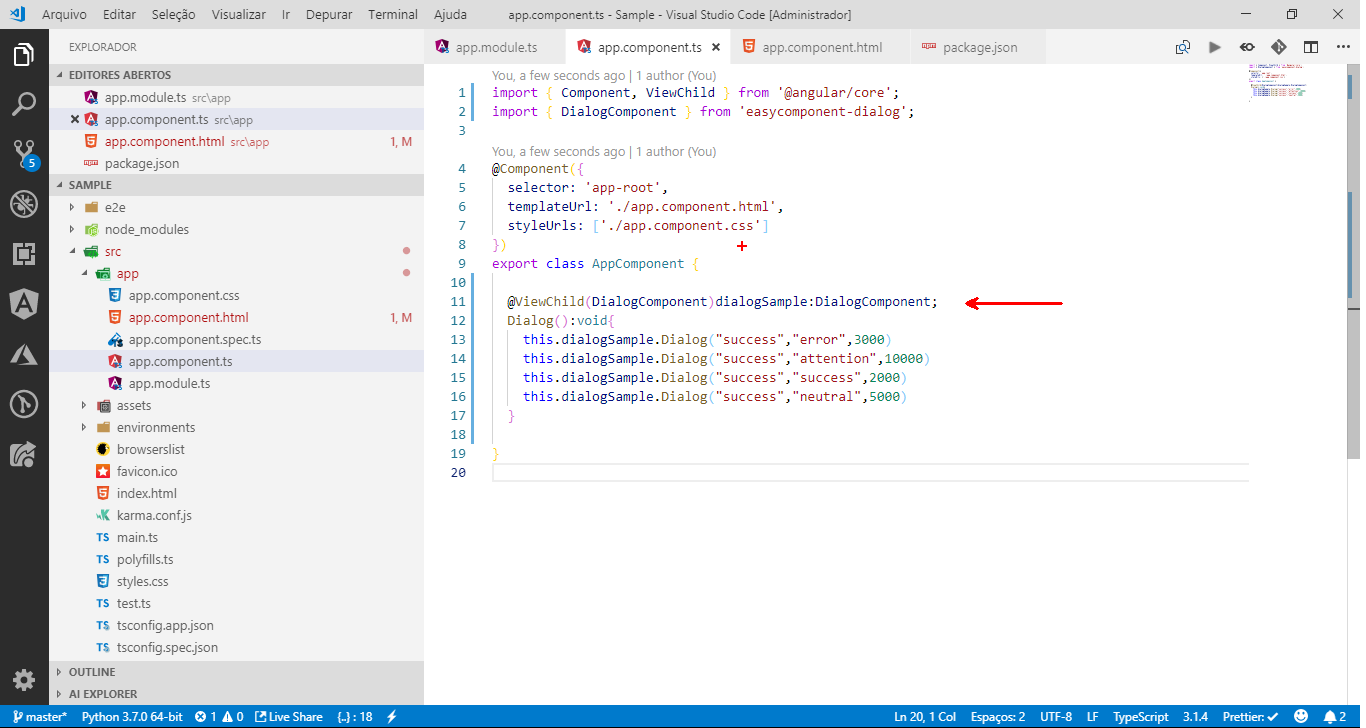 Arquivo Editar Seleção Visualizar Ir Depurar Terminal Ajuda app.component.ts - Sample - Visual Studio Code [Administrador]
EXPLORADOR
EDITORES ABERTOS
app.module.ts src\app
app.component.ts src\app
app.component.html src\app 1, M
package.json
SAMPLE
e2e
node_modules
src
app
app.component.css
app.component.html 1, M
app.component.spec.ts
app.component.ts
app.module.ts
assets
environments
browserslist
favicon.ico
index.html
karma.conf.js
TS main.ts
TS polyfills.ts
styles.css
TS test.ts
TS tsconfig.app.json
TS tsconfig.spec.json
OUTLINE
AI EXPLORER
5
app.module.ts app.component.ts app.component.html package.json
You, a few seconds ago | 1 author (You)
1 import { Component, ViewChild } from '@angular/core';
2 import { DialogComponent } from 'easycomponent-dialog';
3
You, a few seconds ago | 1 author (You)
4 @Component({
5 selector: 'app-root',
6 templateUrl: './app.component.html',
7 styleUrls: ['./app.component.css']
8 })
9 export class AppComponent {
10
11 @ViewChild(DialogComponent)dialogSample:DialogComponent;
12 Dialog():void{
13 this.dialogSample.Dialog("success","error",3000)
14 this.dialogSample.Dialog("success","attention",10000)
15 this.dialogSample.Dialog("success","success",2000)
16 this.dialogSample.Dialog("success","neutral",5000)
17 }
18
19 }
20
master* Python 3.7.0 64-bit 1 0 Live Share {..} : 18 Ln 20, 1 Col Espaços: 2 UTF-8 LF TypeScript 3.1.4 Prettier: ✓ 2